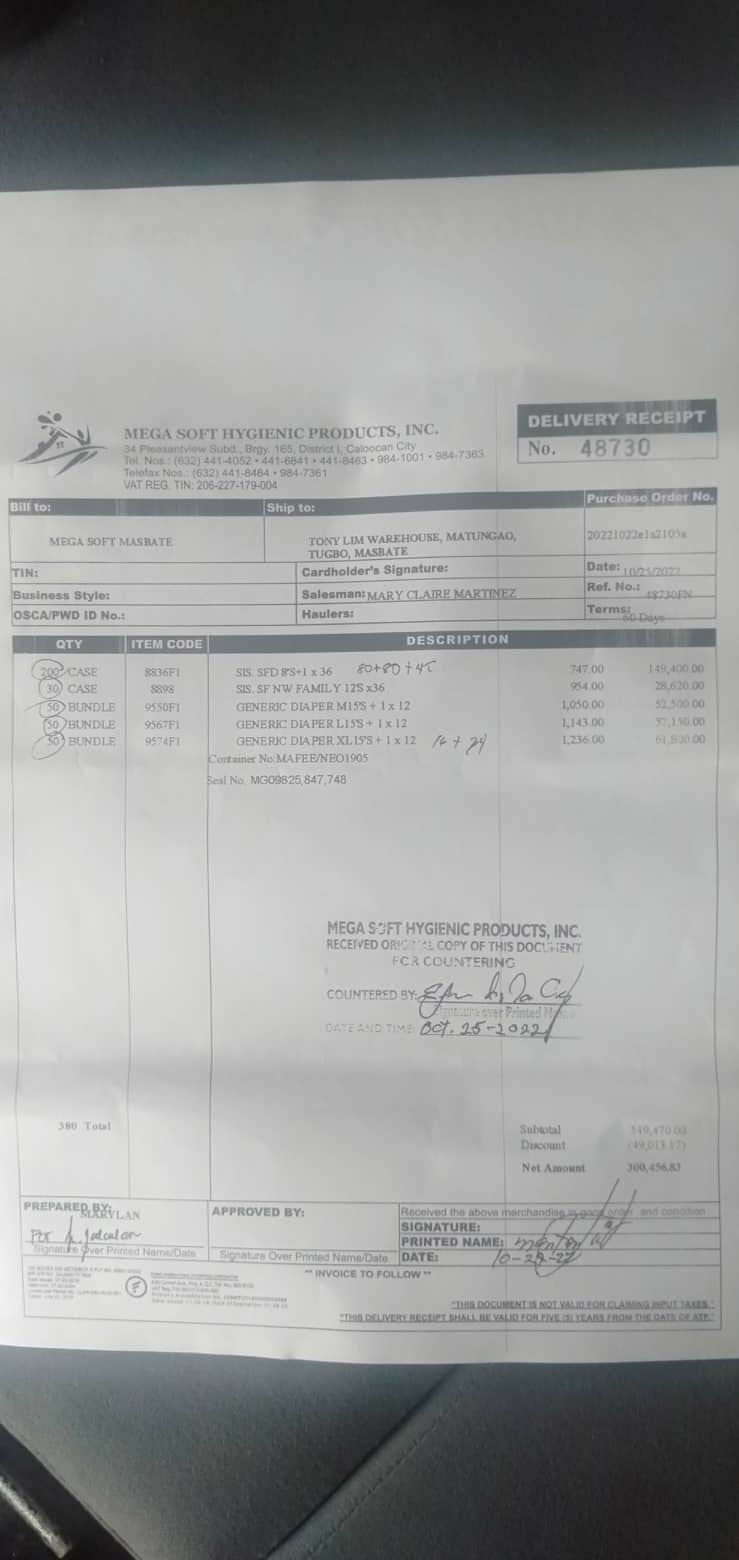 MEGA SOFT HYGIENIC PRODUCTS, INC.
34 Pleasantview Subd., Brgy. 165, District I, Caloocan City
Tel. Nos.: (632) 441-4052 • 441-6841 • 441-8463 • 984-1001 • 984-7363
Telefax Nos.: (632) 441-8464 • 984-7361
VAT REG. TIN: 206-227-179-004
DELIVERY RECEIPT
No. 48730
Bill to:
MEGA SOFT MASBATE
Ship to:
TONY LIM WAREHOUSE, MATUNGAO,
TUGBO, MASBATE
Purchase Order No.
TIN:
Cardholder's Signature:
Date: 10/25/2022
Business Style:
Salesman: MARY CLAIRE MARTINEZ
Ref. No.: 48730FN
OSCA/PWD ID No.:
Haulers:
Terms: 60 Days
QTY ITEM CODE DESCRIPTION
200 CASE 8836F1 SIS. SFD 8'S+1 x 36 80+80+45 747.00 149,400.00
30 CASE 8898 SIS. SF NW FAMILY 12'S x36 954.00 28,620.00
50 BUNDLE 9550F1 GENERIC DIAPER M15'S + 1 x 12 1,050.00 52,500.00
50 BUNDLE 9567F1 GENERIC DIAPER L15'S + 1 x 12 1,143.00 57,150.00
50 BUNDLE 9574F1 GENERIC DIAPER XL15'S + 1 x 12 1,236.00 61,800.00
Container No:MAFEE/NEO1905
Seal No. MG09825,847,748
MEGA SOFT HYGIENIC PRODUCTS, INC.
RECEIVED ORIGINAL COPY OF THIS DOCUMENT
FOR COUNTERING
COUNTERED BY:
Signature over Printed Name
DATE AND TIME: Oct. 25-2022
380 Total
Subtotal 349,470.00
Discount (49,013.17)
Net Amount 300,456.83
PREPARED BY:
MARYLAN
Signature Over Printed Name/Date
APPROVED BY:
Signature Over Printed Name/Date
Received the above merchandise in good order and condition
SIGNATURE:
PRINTED NAME:
DATE:
** INVOICE TO FOLLOW **
"THIS DOCUMENT IS NOT VALID FOR CLAIMING INPUT TAXES."
"THIS DELIVERY RECEIPT SHALL BE VALID FOR FIVE (5) YEARS FROM THE DATE OF ATP."